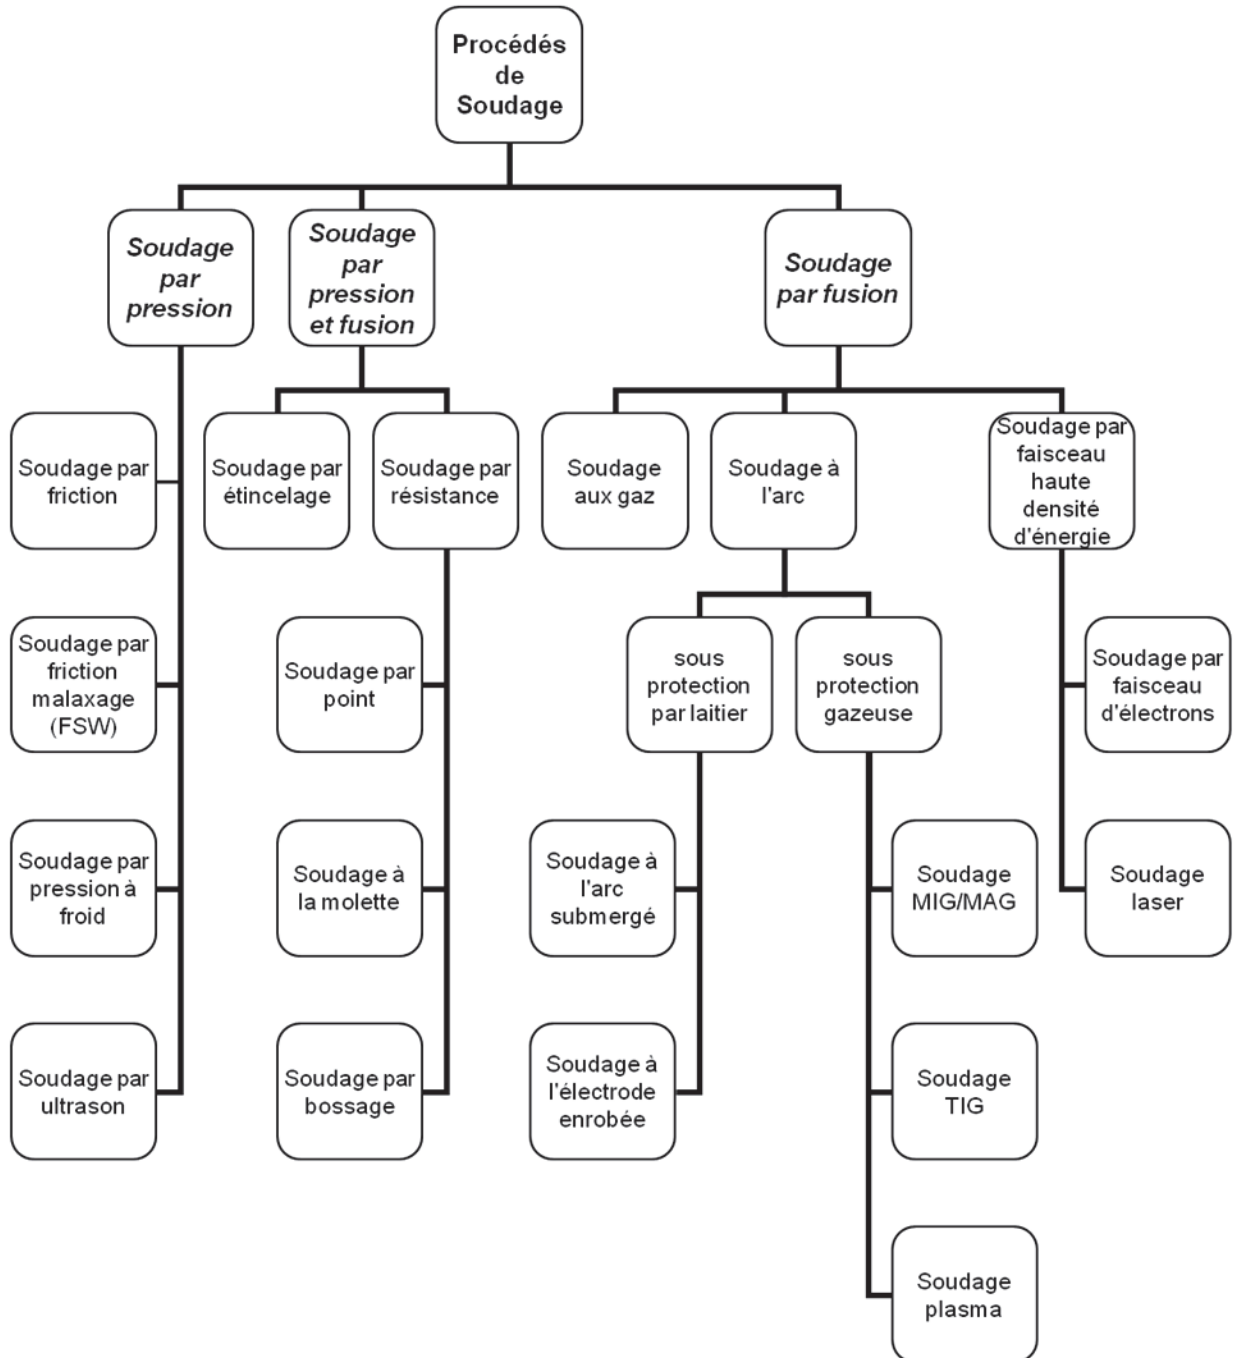 Procédés
de
Soudage
Soudage
par
pression
Soudage
par
pression
et fusion
Soudage
par fusion
Soudage par
friction
Soudage par
étincelage
Soudage par
résistance
Soudage
aux gaz
Soudage à
l'arc
Soudage par
faisceau
haute
densité
d'énergie
Soudage par
friction
malaxage
(FSW)
Soudage par
point
sous
protection
par laitier
sous
protection
gazeuse
Soudage par
faisceau
d'électrons
Soudage par
pression à
froid
Soudage à
la molette
Soudage à
l'arc
submergé
Soudage
MIG/MAG
Soudage
laser
Soudage par
ultrason
Soudage par
bossage
Soudage à
l'électrode
enrobée
Soudage
TIG
Soudage
plasma